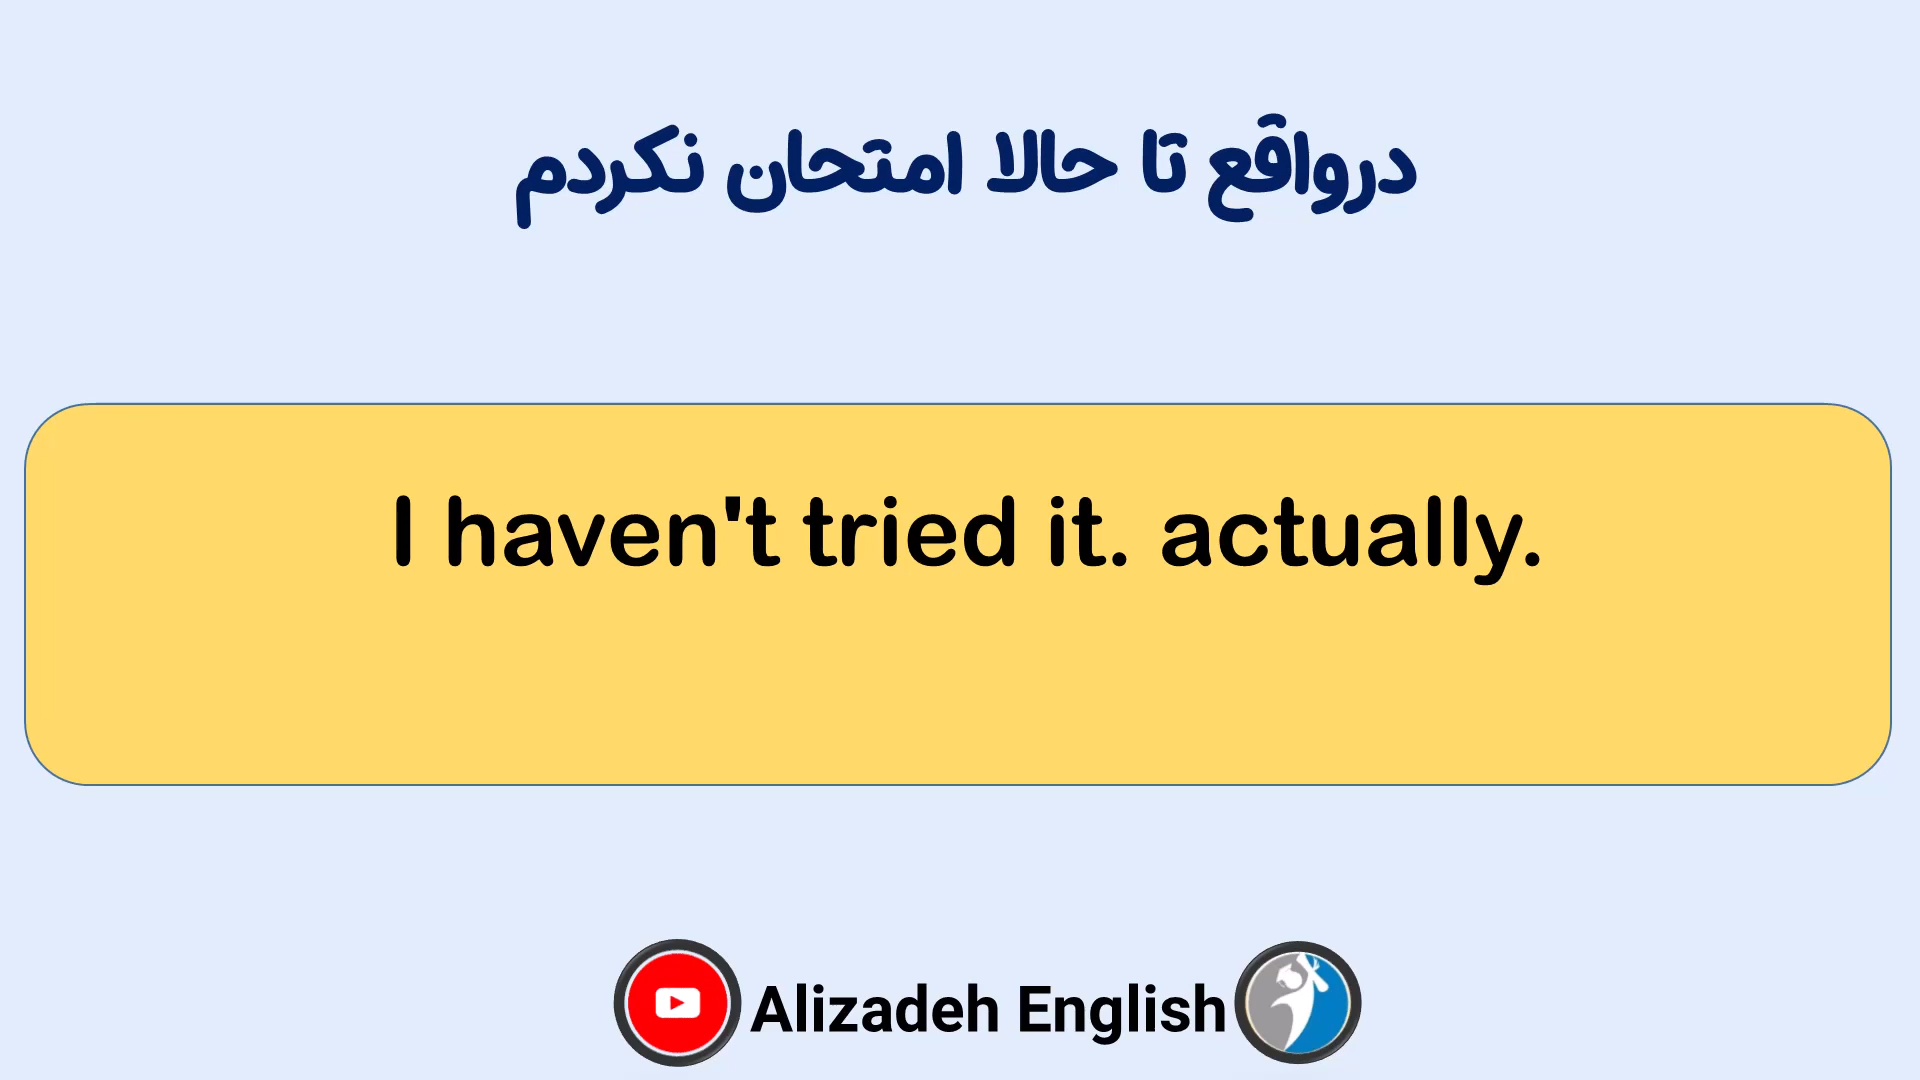 درواقع تا حالا امتحان نکردم
I haven't tried it. actually.
Alizadeh English